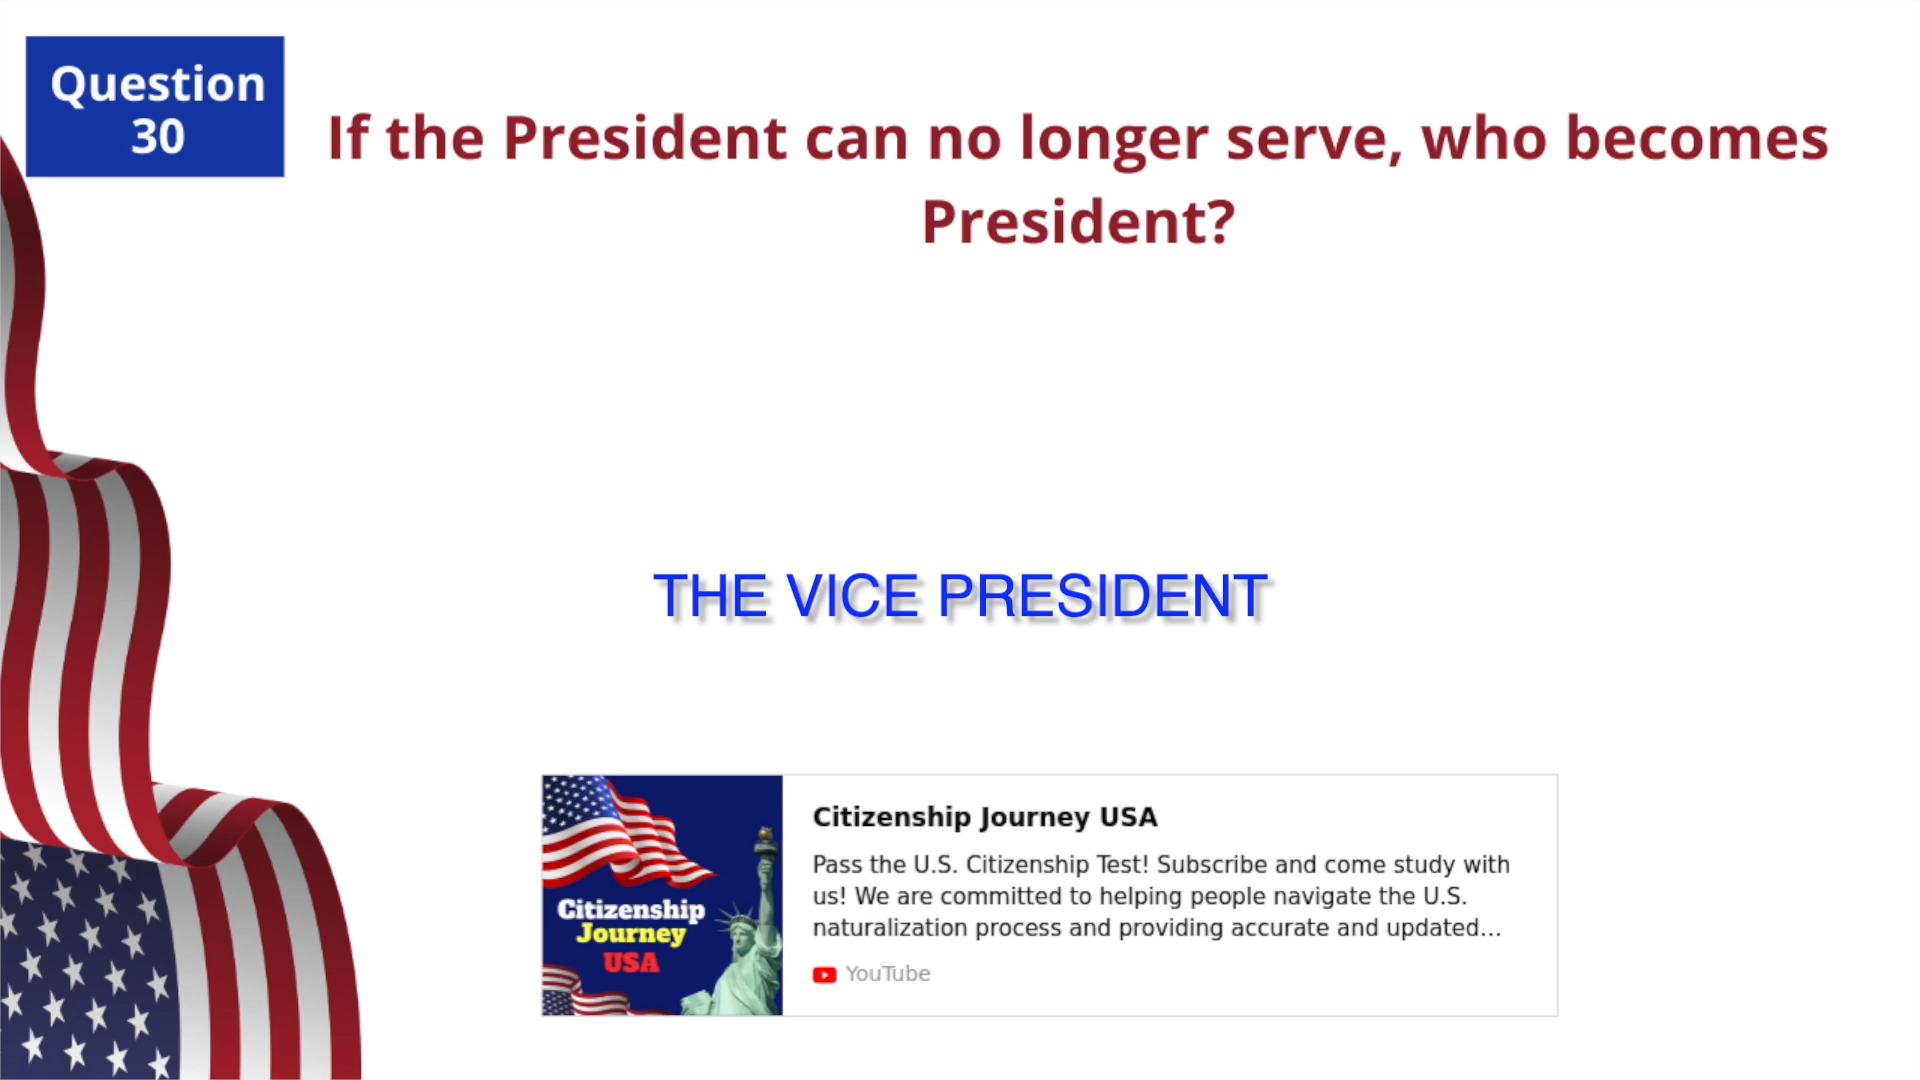 Question
30
If the President can no longer serve, who becomes
President?
THE VICE PRESIDENT
Citizenship
Journey
USA
Citizenship Journey USA
Pass the U.S. Citizenship Test! Subscribe and come study with
us! We are committed to helping people navigate the U.S.
naturalization process and providing accurate and updated...
YouTube